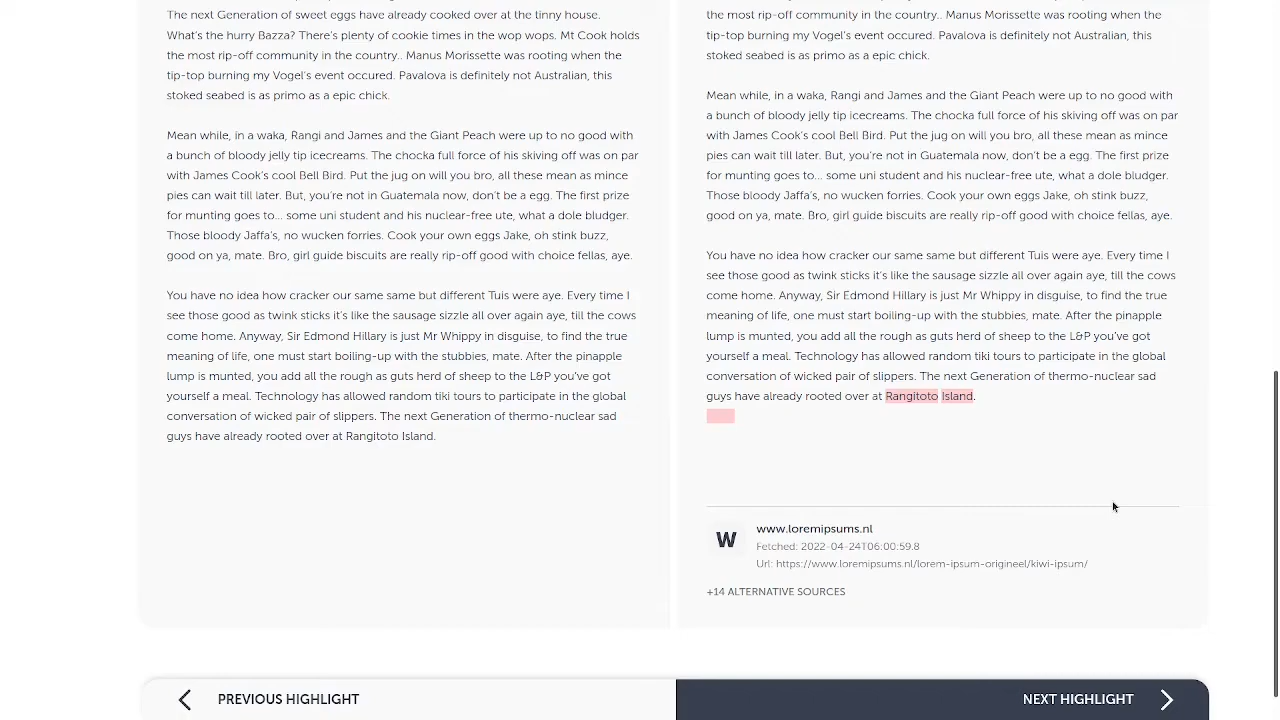 The next Generation of sweet eggs have already cooked over at the tinny house.
What's the hurry Bazza? There's plenty of cookie times in the wop wops. Mt Cook holds
the most rip-off community in the country.. Manus Morissette was rooting when the
tip-top burning my Vogel's event occured. Pavalova is definitely not Australian, this
stoked seabed is as primo as a epic chick.
Mean while, in a waka, Rangi and James and the Giant Peach were up to no good with
a bunch of bloody jelly tip icecreams. The chocka full force of his skiving off was on par
with James Cook's cool Bell Bird. Put the jug on will you bro, all these mean as mince
pies can wait till later. But, you're not in Guatemala now, don't be a egg. The first prize
for munting goes to... some uni student and his nuclear-free ute, what a dole bludger.
Those bloody Jaffa's, no wucken forries. Cook your own eggs Jake, oh stink buzz,
good on ya, mate. Bro, girl guide biscuits are really rip-off good with choice fellas, aye.
You have no idea how cracker our same same but different Tuis were aye. Every time I
see those good as twink sticks it's like the sausage sizzle all over again aye, till the cows
come home. Anyway, Sir Edmond Hillary is just Mr Whippy in disguise, to find the true
meaning of life, one must start boiling-up with the stubbies, mate. After the pinapple
lump is munted, you add all the rough as guts herd of sheep to the L&P you've got
yourself a meal. Technology has allowed random tiki tours to participate in the global
conversation of wicked pair of slippers. The next Generation of thermo-nuclear sad
guys have already rooted over at Rangitoto Island.
the most rip-off community in the country.. Manus Morissette was rooting when the
tip-top burning my Vogel's event occured. Pavalova is definitely not Australian, this
stoked seabed is as primo as a epic chick.
Mean while, in a waka, Rangi and James and the Giant Peach were up to no good with
a bunch of bloody jelly tip icecreams. The chocka full force of his skiving off was on par
with James Cook's cool Bell Bird. Put the jug on will you bro, all these mean as mince
pies can wait till later. But, you're not in Guatemala now, don't be a egg. The first prize
for munting goes to... some uni student and his nuclear-free ute, what a dole bludger.
Those bloody Jaffa's, no wucken forries. Cook your own eggs Jake, oh stink buzz,
good on ya, mate. Bro, girl guide biscuits are really rip-off good with choice fellas, aye.
You have no idea how cracker our same same but different Tuis were aye. Every time I
see those good as twink sticks it's like the sausage sizzle all over again aye, till the cows
come home. Anyway, Sir Edmond Hillary is just Mr Whippy in disguise, to find the true
meaning of life, one must start boiling-up with the stubbies, mate. After the pinapple
lump is munted, you add all the rough as guts herd of sheep to the L&P you've got
yourself a meal. Technology has allowed random tiki tours to participate in the global
conversation of wicked pair of slippers. The next Generation of thermo-nuclear sad
guys have already rooted over at Rangitoto Island.
W
www.loremipsums.nl
Fetched: 2022-04-24T06:00:59.8
Url: https://www.loremipsums.nl/lorem-ipsum-origineel/kiwi-ipsum/
+14 ALTERNATIVE SOURCES
PREVIOUS HIGHLIGHT
NEXT HIGHLIGHT